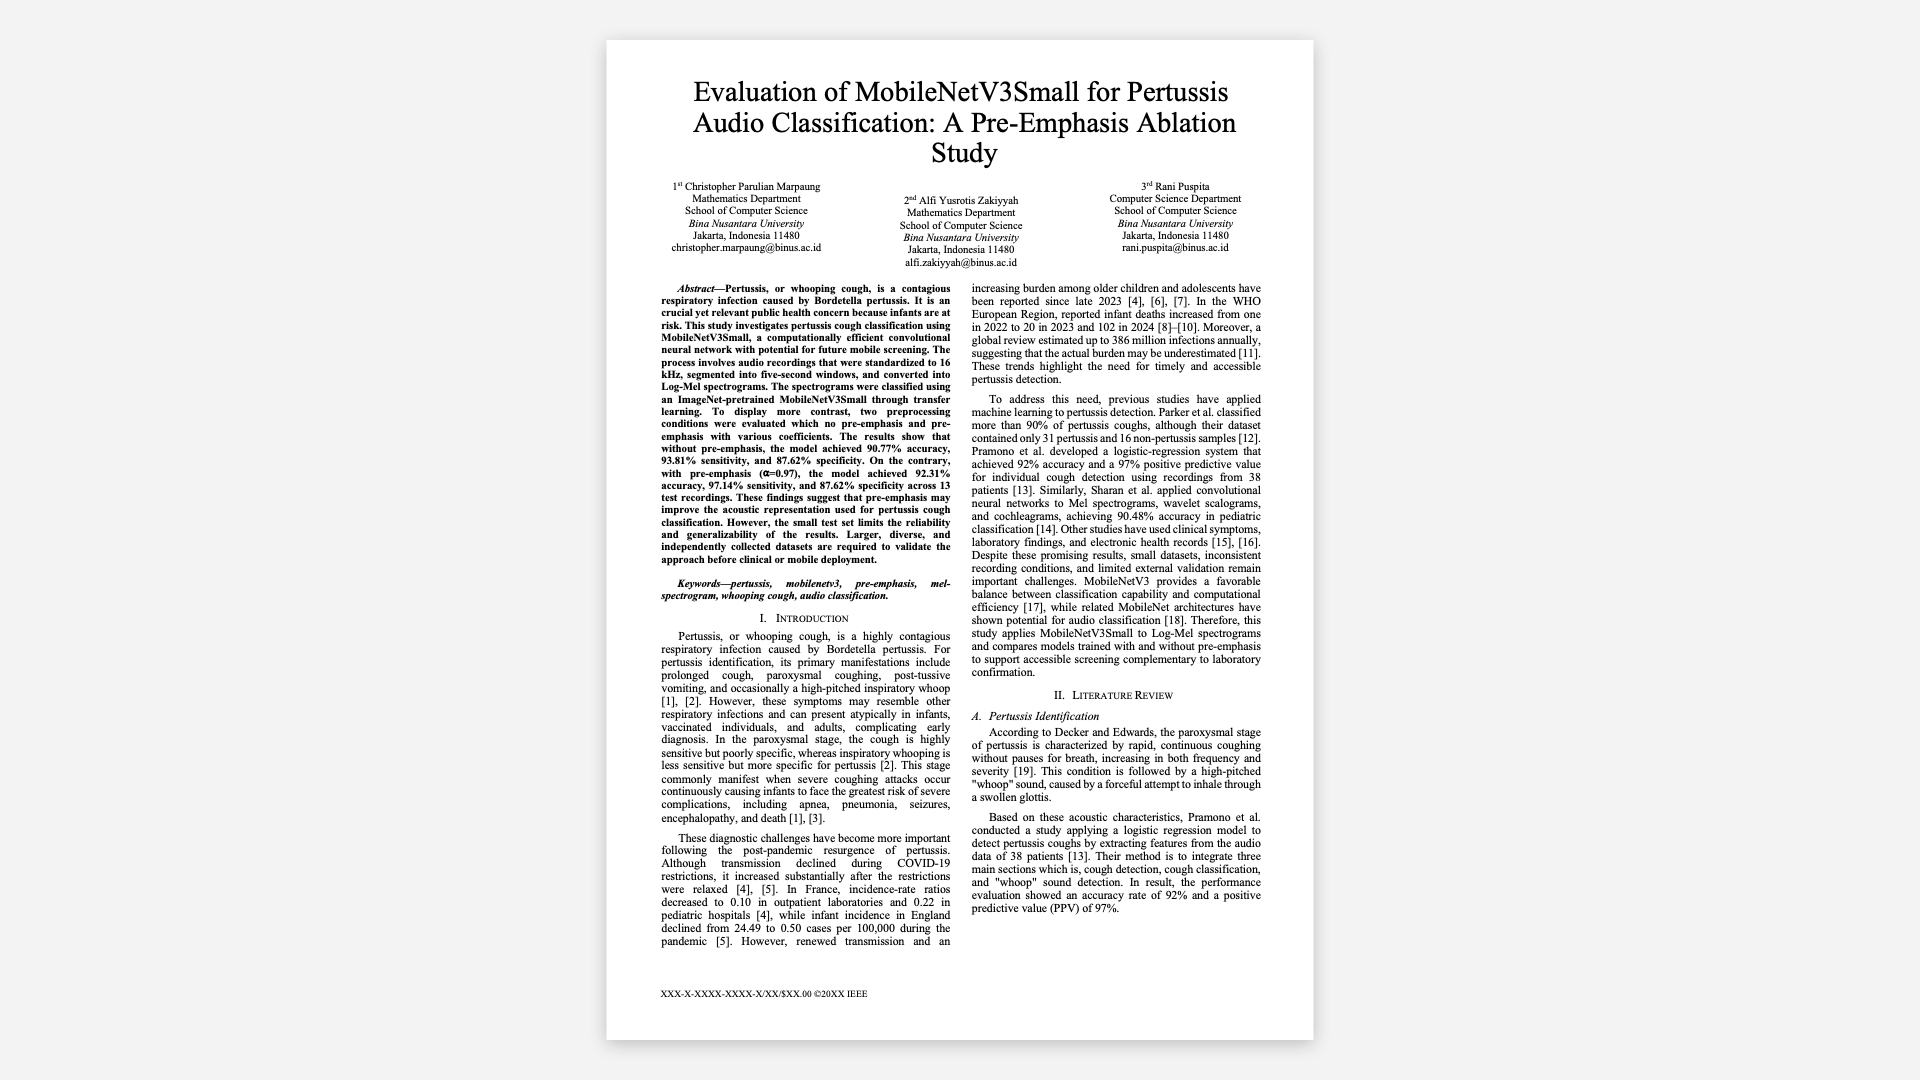 Evaluation of MobileNetV3Small for Pertussis
Audio Classification: A Pre-Emphasis Ablation
Study
1st Christopher Parulian Marpaung
Mathematics Department
School of Computer Science
Bina Nusantara University
Jakarta, Indonesia 11480
christopher.marpaung@binus.ac.id
2nd Alfi Yusrotis Zakiyyah
Mathematics Department
School of Computer Science
Bina Nusantara University
Jakarta, Indonesia 11480
alfi.zakiyyah@binus.ac.id
3rd Rani Puspita
Computer Science Department
School of Computer Science
Bina Nusantara University
Jakarta, Indonesia 11480
rani.puspita@binus.ac.id
Abstract—Pertussis, or whooping cough, is a contagious
respiratory infection caused by Bordetella pertussis. It is an
crucial yet relevant public health concern because infants are at
risk. This study investigates pertussis cough classification using
MobileNetV3Small, a computationally efficient convolutional
neural network with potential for future mobile screening. The
process involves audio recordings that were standardized to 16
kHz, segmented into five-second windows, and converted into
Log-Mel spectrograms. The spectrograms were classified using
an ImageNet-pretrained MobileNetV3Small through transfer
learning. To display more contrast, two preprocessing
conditions were evaluated which no pre-emphasis and pre-
emphasis with various coefficients. The results show that
without pre-emphasis, the model achieved 90.77% accuracy,
93.81% sensitivity, and 87.62% specificity. On the contrary,
with pre-emphasis (α=0.97), the model achieved 92.31%
accuracy, 97.14% sensitivity, and 87.62% specificity across 13
test recordings. These findings suggest that pre-emphasis may
improve the acoustic representation used for pertussis cough
classification. However, the small test set limits the reliability
and generalizability of the results. Larger, diverse, and
independently collected datasets are required to validate the
approach before clinical or mobile deployment.
Keywords—pertussis, mobilenetv3, pre-emphasis, mel-
spectrogram, whooping cough, audio classification.
I. INTRODUCTION
Pertussis, or whooping cough, is a highly contagious
respiratory infection caused by Bordetella pertussis. For
pertussis identification, its primary manifestations include
prolonged cough, paroxysmal coughing, post-tussive
vomiting, and occasionally a high-pitched inspiratory whoop
[1], [2]. However, these symptoms may resemble other
respiratory infections and can present atypically in infants,
vaccinated individuals, and adults, complicating early
diagnosis. In the paroxysmal stage, the cough is highly
sensitive but poorly specific, whereas inspiratory whooping is
less sensitive but more specific for pertussis [2]. This stage
commonly manifest when severe coughing attacks occur
continuously causing infants to face the greatest risk of severe
complications, including apnea, pneumonia, seizures,
encephalopathy, and death [1], [3].
These diagnostic challenges have become more important
following the post-pandemic resurgence of pertussis.
Although transmission declined during COVID-19
restrictions, it increased substantially after the restrictions
were relaxed [4], [5]. In France, incidence-rate ratios
decreased to 0.10 in outpatient laboratories and 0.22 in
pediatric hospitals [4], while infant incidence in England
declined from 24.49 to 0.50 cases per 100,000 during the
pandemic [5]. However, renewed transmission and an
increasing burden among older children and adolescents have
been reported since late 2023 [4], [6], [7]. In the WHO
European Region, reported infant deaths increased from one
in 2022 to 20 in 2023 and 102 in 2024 [8]–[10]. Moreover, a
global review estimated up to 386 million infections annually,
suggesting that the actual burden may be underestimated [11].
These trends highlight the need for timely and accessible
pertussis detection.
To address this need, previous studies have applied
machine learning to pertussis detection. Parker et al. classified
more than 90% of pertussis coughs, although their dataset
contained only 31 pertussis and 16 non-pertussis samples [12].
Pramono et al. developed a logistic-regression system that
achieved 92% accuracy and a 97% positive predictive value
for individual cough detection using recordings from 38
patients [13]. Similarly, Sharan et al. applied convolutional
neural networks to Mel spectrograms, wavelet scalograms,
and cochleagrams, achieving 90.48% accuracy in pediatric
classification [14]. Other studies have used clinical symptoms,
laboratory findings, and electronic health records [15], [16].
Despite these promising results, small datasets, inconsistent
recording conditions, and limited external validation remain
important challenges. MobileNetV3 provides a favorable
balance between classification capability and computational
efficiency [17], while related MobileNet architectures have
shown potential for audio classification [18]. Therefore, this
study applies MobileNetV3Small to Log-Mel spectrograms
and compares models trained with and without pre-emphasis
to support accessible screening complementary to laboratory
confirmation.
II. LITERATURE REVIEW
A. Pertussis Identification
According to Decker and Edwards, the paroxysmal stage
of pertussis is characterized by rapid, continuous coughing
without pauses for breath, increasing in both frequency and
severity [19]. This condition is followed by a high-pitched
"whoop" sound, caused by a forceful attempt to inhale through
a swollen glottis.
Based on these acoustic characteristics, Pramono et al.
conducted a study applying a logistic regression model to
detect pertussis coughs by extracting features from the audio
data of 38 patients [13]. Their method is to integrate three
main sections which is, cough detection, cough classification,
and "whoop" sound detection. In result, the performance
evaluation showed an accuracy rate of 92% and a positive
predictive value (PPV) of 97%.
XXX-X-XXXX-XXXX-X/XX/$XX.00 ©20XX IEEE